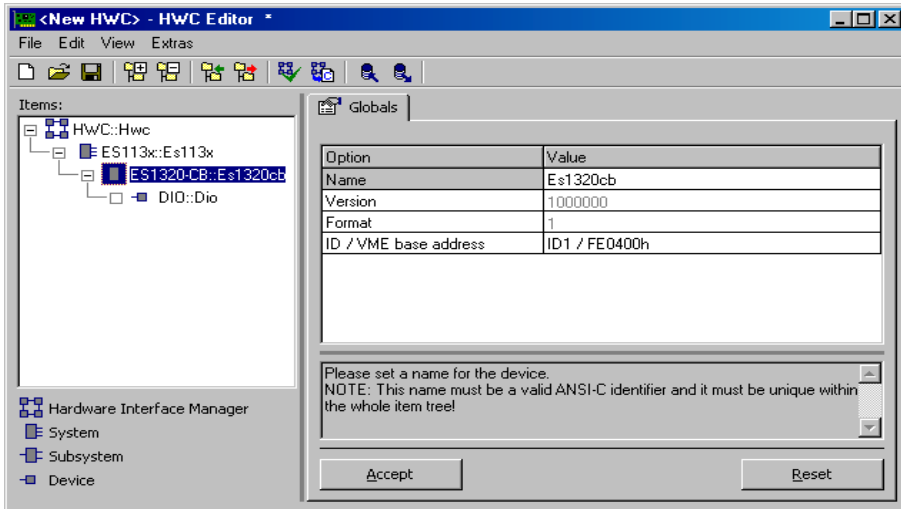 <New HWC> - HWC Editor *
File Edit View Extras
Items:
HWC::Hwc
ES113x::Es113x
ES1320-CB::Es1320cb
DIO::Dio
Hardware Interface Manager
System
Subsystem
Device
Globals
Option Value
Name Es1320cb
Version 1000000
Format 1
ID / VME base address ID1 / FE0400h
Please set a name for the device.
NOTE: This name must be a valid ANSI-C identifier and it must be unique within
the whole item tree!
Accept Reset